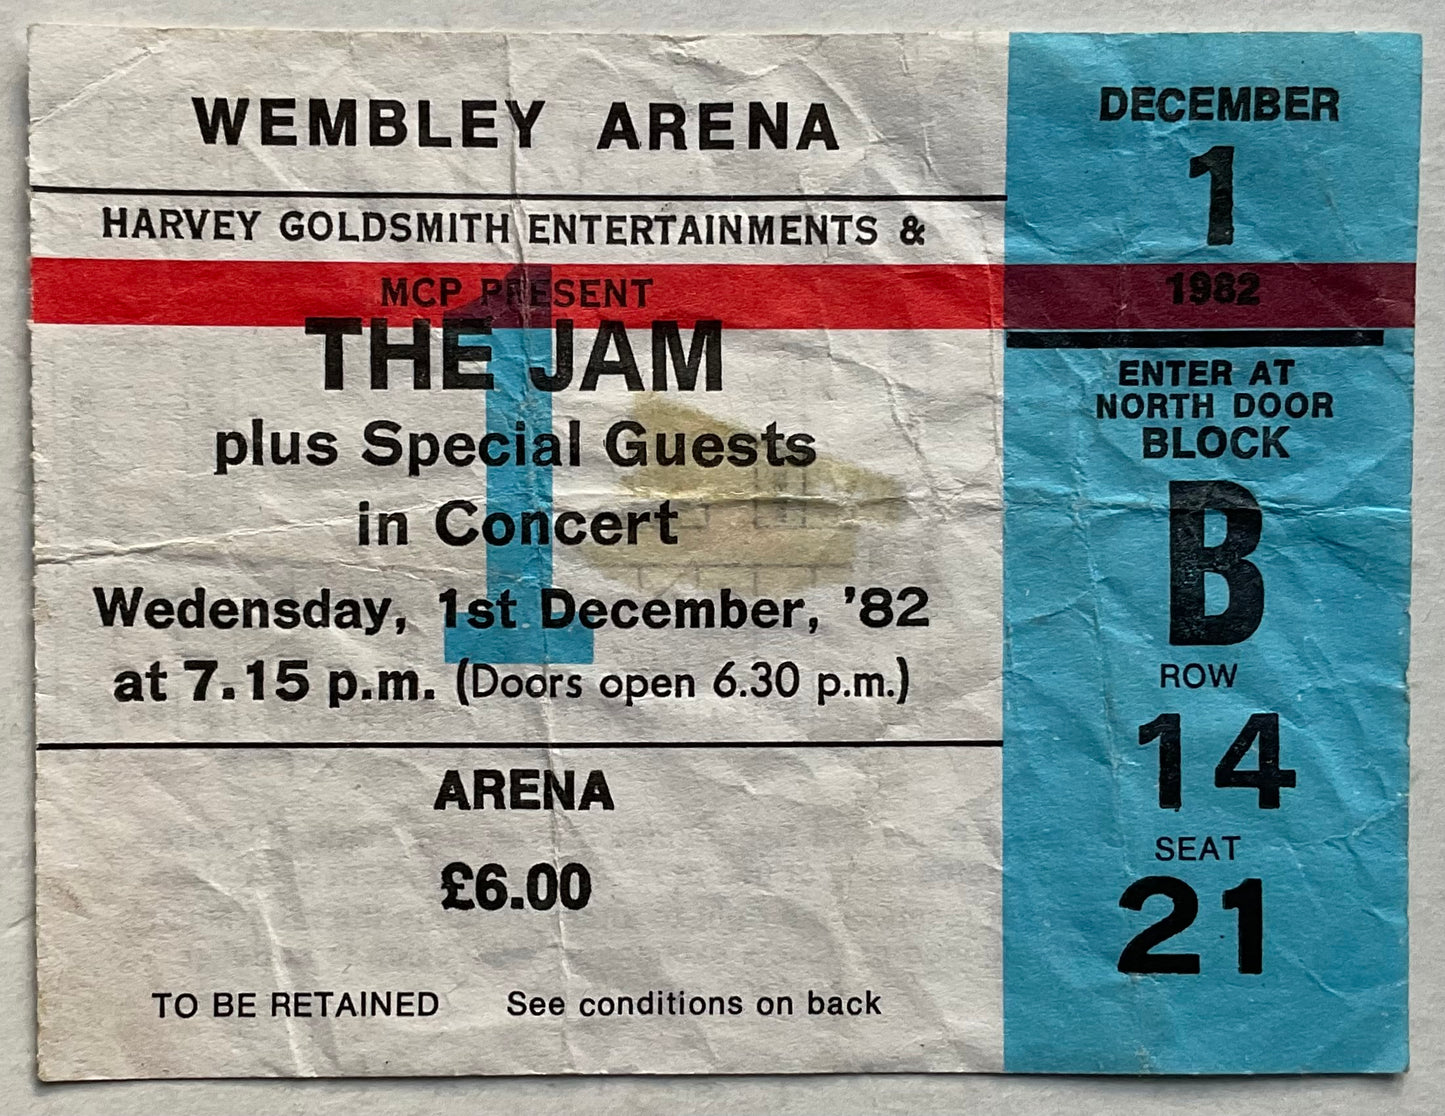 WEMBLEY ARENA
HARVEY GOLDSMITH ENTERTAINMENTS &
MCP PRESENT
THE JAM
plus Special Guests
in Concert
Wedensday, 1st December, '82
at 7.15 p.m. (Doors open 6.30 p.m.)
ARENA
£6.00
TO BE RETAINED See conditions on back
1
DECEMBER
1
1982
ENTER AT
NORTH DOOR
BLOCK
B
ROW
14
SEAT
21